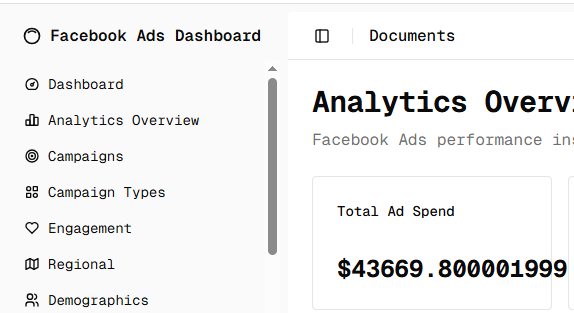 Facebook Ads Dashboard
Dashboard
Analytics Overview
Campaigns
Campaign Types
Engagement
Regional
Demographics
Documents
Analytics Overv
Facebook Ads performance ins
Total Ad Spend
$43669.800001999